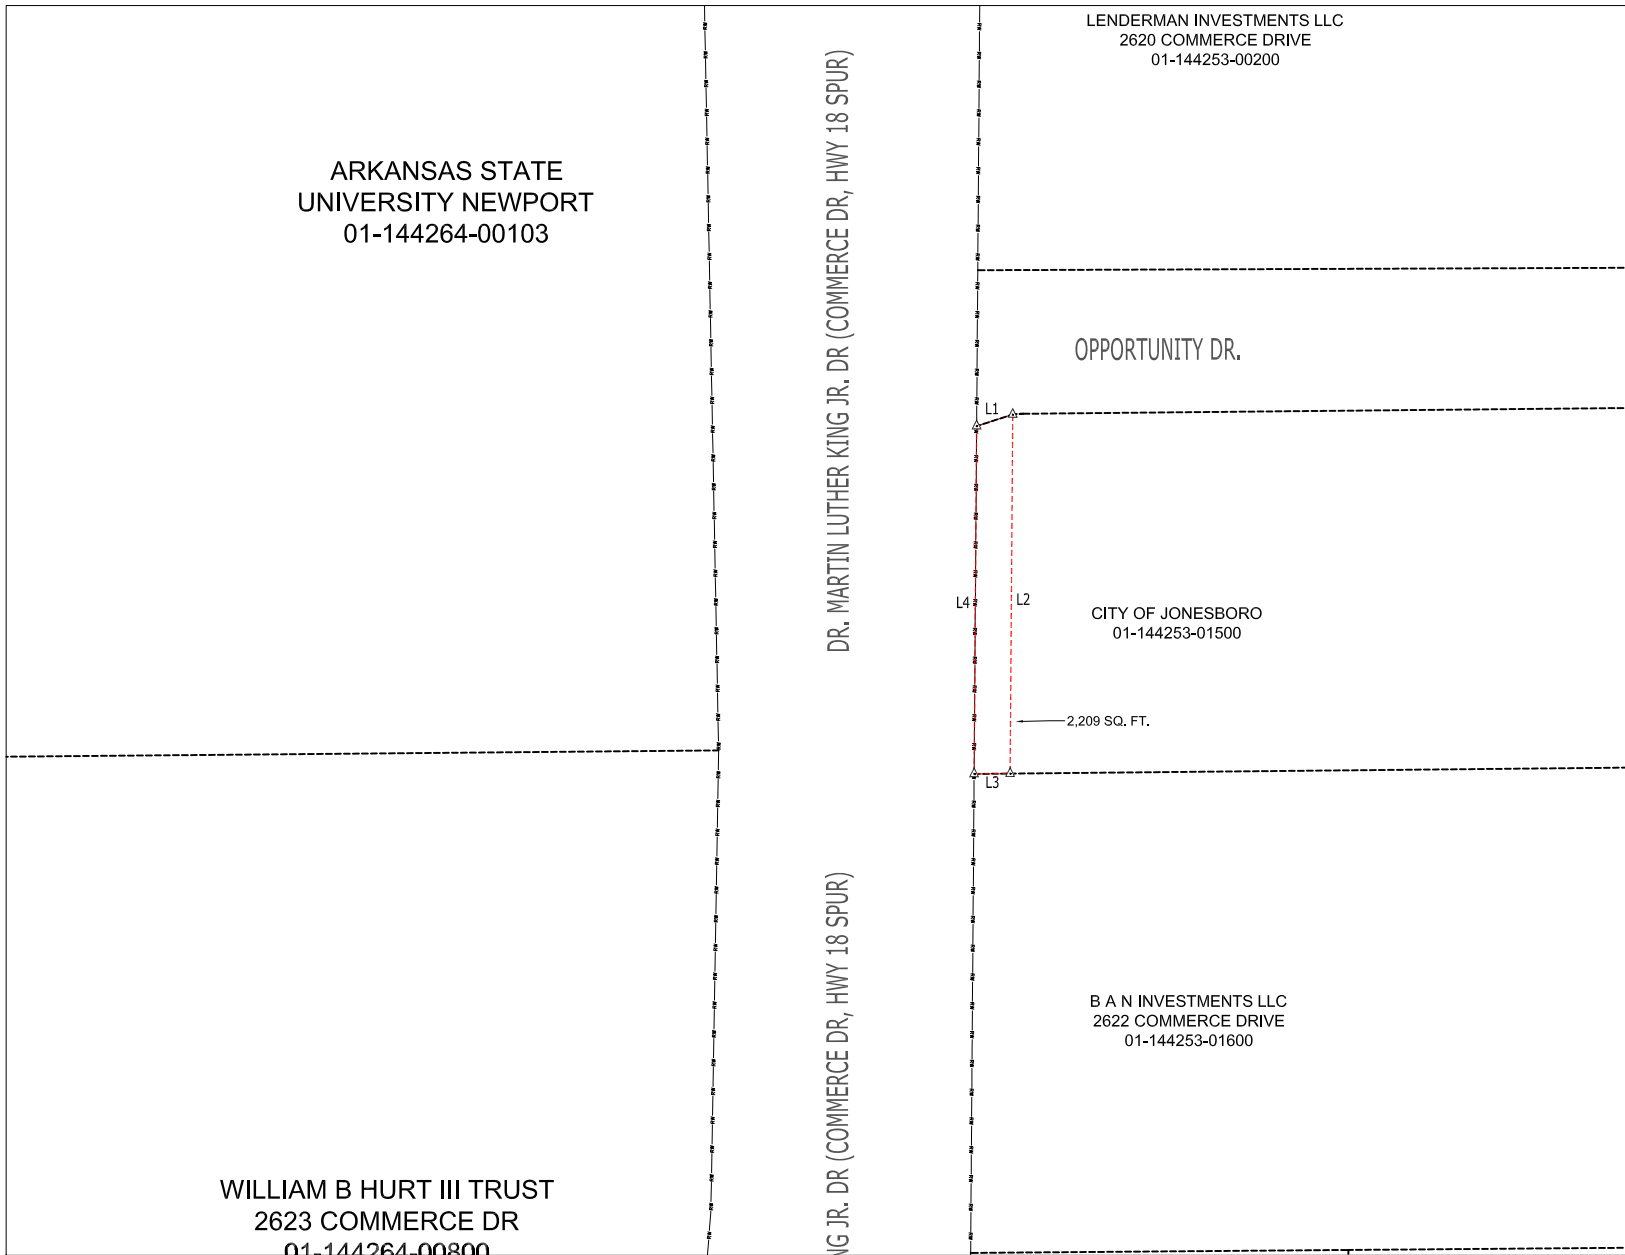 LENDERMAN INVESTMENTS LLC
2620 COMMERCE DRIVE
01-144253-00200
ARKANSAS STATE
UNIVERSITY NEWPORT
01-144264-00103
DR. MARTIN LUTHER KING JR. DR (COMMERCE DR, HWY 18 SPUR)
OPPORTUNITY DR.
L1
L4
L2
CITY OF JONESBORO
01-144253-01500
2,209 SQ. FT.
L3
NG JR. DR (COMMERCE DR, HWY 18 SPUR)
B A N INVESTMENTS LLC
2622 COMMERCE DRIVE
01-144253-01600
WILLIAM B HURT III TRUST
2623 COMMERCE DR
01-144264-00800